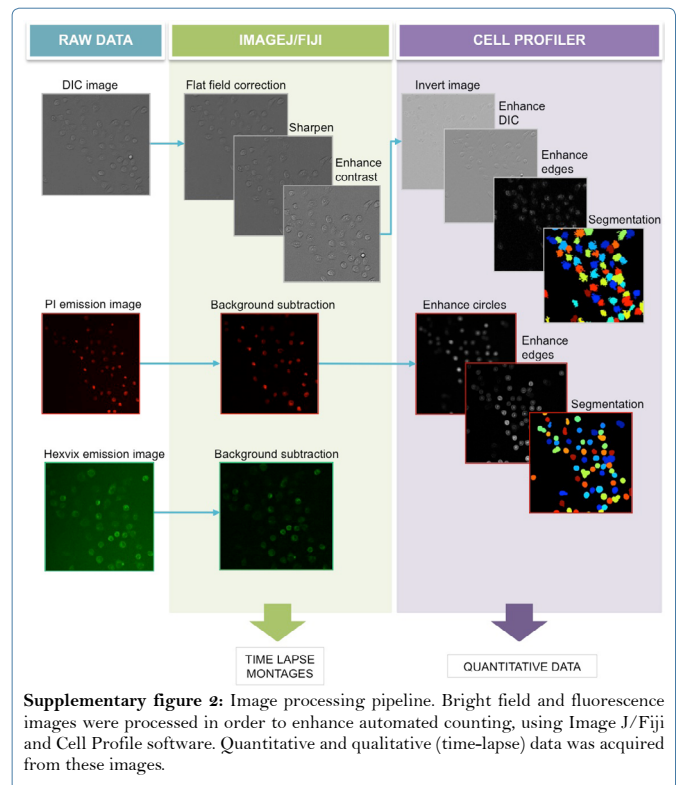 RAW DATA
IMAGEJ/FIJI
CELL PROFILER
DIC image
Flat field correction
Sharpen
Enhance
contrast
Invert image
Enhance
DIC
Enhance
edges
Segmentation
PI emission image
Background subtraction
Enhance circles
Enhance
edges
Segmentation
Hexvix emission image
Background subtraction
TIME LAPSE
MONTAGES
QUANTITATIVE DATA
Supplementary figure 2: Image processing pipeline. Bright field and fluorescence
images were processed in order to enhance automated counting, using Image J/Fiji
and Cell Profile software. Quantitative and qualitative (time-lapse) data was acquired
from these images.